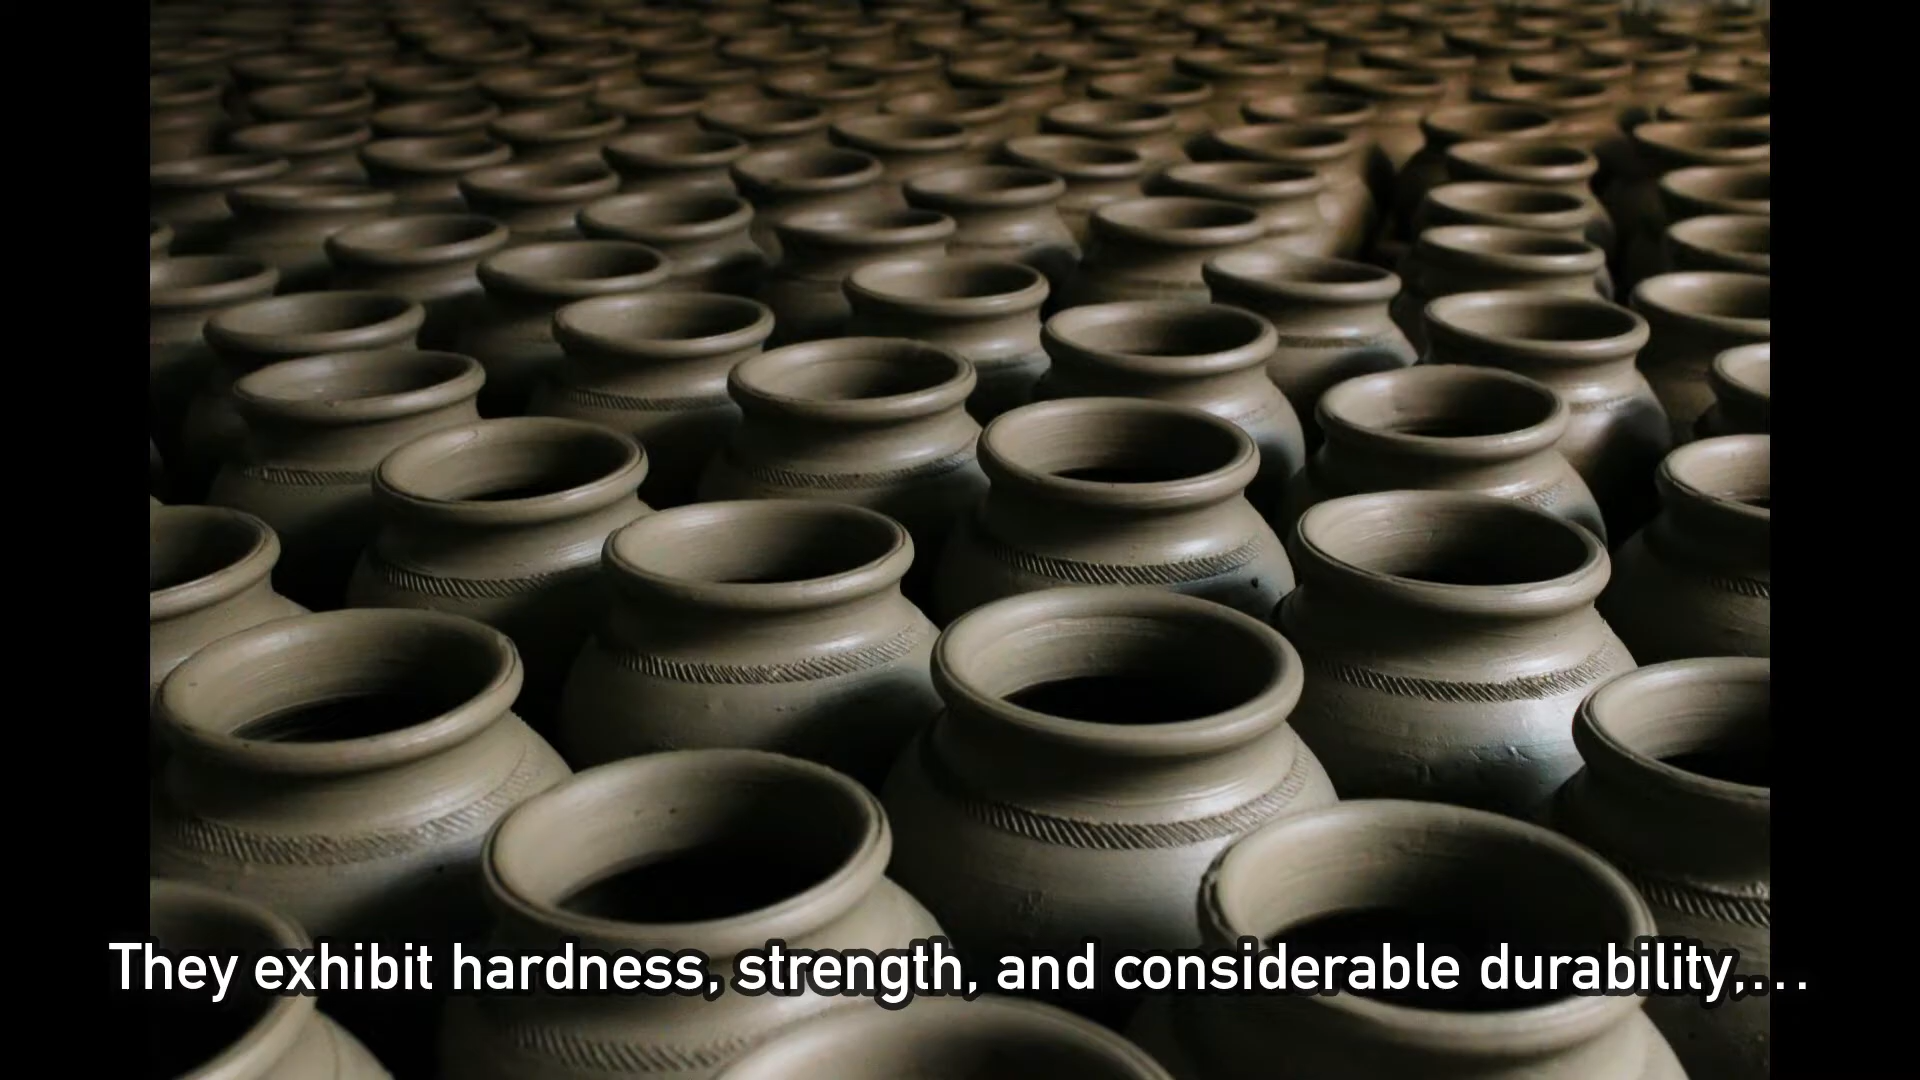 They exhibit hardness, strength, and considerable durability,...